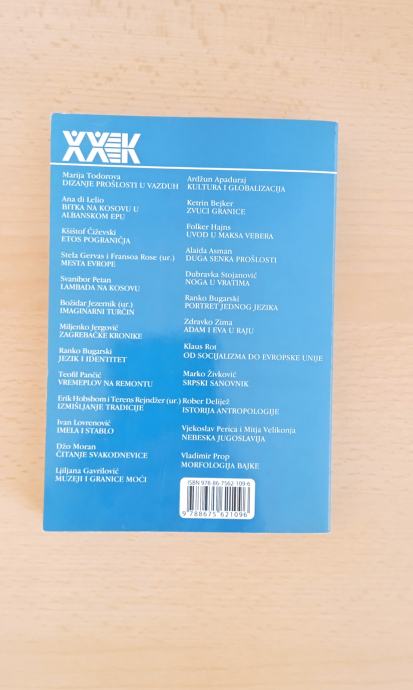 XX VEK
Marija Todorova
DIZANJE PROŠLOSTI U VAZDUH
Ana di Lelio
BITKA NA KOSOVU U
ALBANSKOM EPU
Kšištof Čiževski
ETOS POGRANIČJA
Stela Gervas i Fransoa Rose (ur.)
MESTA EVROPE
Svanibor Petan
LAMBADA NA KOSOVU
Božidar Jezernik (ur.)
IMAGINARNI TURČIN
Miljenko Jergović
ZAGREBAČKE KRONIKE
Ranko Bugarski
JEZIK I IDENTITET
Teofil Pančić
VREMEPLOV NA REMONTU
Erik Hobsbom i Terens Rejndžer (ur.)
IZMIŠLJANJE TRADICIJE
Ivan Lovrenović
IMELA I STABLO
Džo Moran
ČITANJE SVAKODNEVICE
Ljiljana Gavrilović
MUZEJI I GRANICE MOĆI
Ardžun Apaduraj
KULTURA I GLOBALIZACIJA
Ketrin Bejker
ZVUCI GRANICE
Folker Hajns
UVOD U MAKSA VEBERA
Alaida Asman
DUGA SENKA PROŠLOSTI
Dubravka Stojanović
NOGA U VRATIMA
Ranko Bugarski
PORTRET JEDNOG JEZIKA
Zdravko Zima
ADAM I EVA U RAJU
Klaus Rot
OD SOCIJALIZMA DO EVROPSKE UNIJE
Marko Živković
SRPSKI SANOVNIK
Rober Delijež
ISTORIJA ANTROPOLOGIJE
Vjekoslav Perica i Mitja Velikonja
NEBESKA JUGOSLAVIJA
Vladimir Prop
MORFOLOGIJA BAJKE
ISBN 978-86-7562-109-6
9 788675 621096